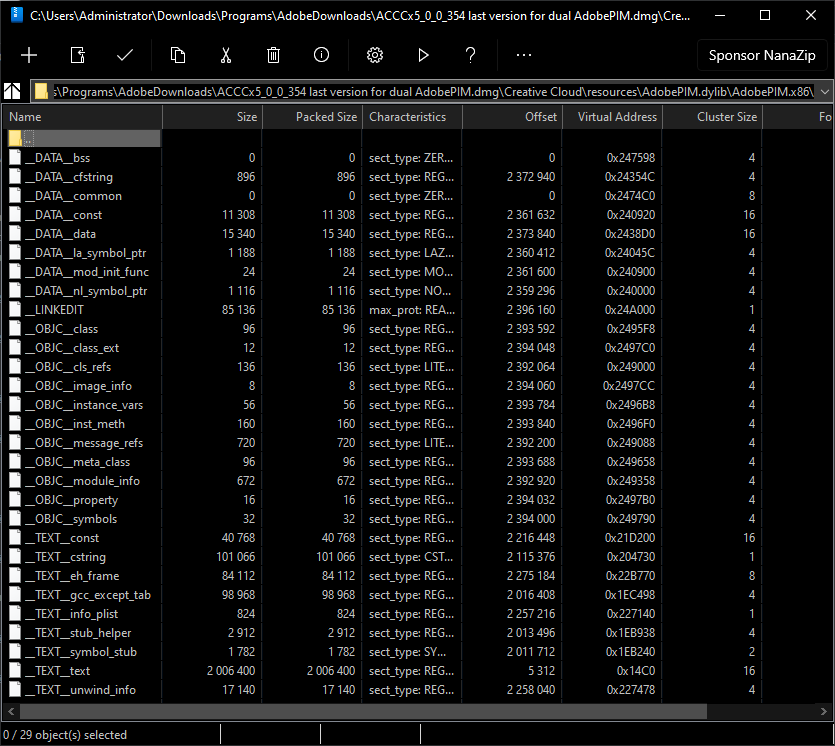 C:\Users\Administrator\Downloads\Programs\AdobeDownloads\ACCCx5_0_0_354 last version for dual AdobePIM.dmg\Cre...
Sponsor NanaZip
:\Programs\AdobeDownloads\ACCCx5_0_0_354 last version for dual AdobePIM.dmg\Creative Cloud\resources\AdobePIM.dylib\AdobePIM.x86\
Name Size Packed Size Characteristics Offset Virtual Address Cluster Size Fo
..
__DATA__bss 0 0 sect_type: ZER... 0 0x247598 4
__DATA__cfstring 896 896 sect_type: REG... 2 372 940 0x24354C 4
__DATA__common 0 0 sect_type: ZER... 0 0x2474C0 8
__DATA__const 11 308 11 308 sect_type: REG... 2 361 632 0x240920 16
__DATA__data 15 340 15 340 sect_type: REG... 2 373 840 0x2438D0 16
__DATA__la_symbol_ptr 1 188 1 188 sect_type: LAZ... 2 360 412 0x24045C 4
__DATA__mod_init_func 24 24 sect_type: MO... 2 361 600 0x240900 4
__DATA__nl_symbol_ptr 1 116 1 116 sect_type: NO... 2 359 296 0x240000 4
__LINKEDIT 85 136 85 136 max_prot: REA... 2 396 160 0x24A000 1
__OBJC__class 96 96 sect_type: REG... 2 393 592 0x2495F8 4
__OBJC__class_ext 12 12 sect_type: REG... 2 394 048 0x2497C0 4
__OBJC__cls_refs 136 136 sect_type: LITE... 2 392 064 0x249000 4
__OBJC__image_info 8 8 sect_type: REG... 2 394 060 0x2497CC 4
__OBJC__instance_vars 56 56 sect_type: REG... 2 393 784 0x2496B8 4
__OBJC__inst_meth 160 160 sect_type: REG... 2 393 840 0x2496F0 4
__OBJC__message_refs 720 720 sect_type: LITE... 2 392 200 0x249088 4
__OBJC__meta_class 96 96 sect_type: REG... 2 393 688 0x249658 4
__OBJC__module_info 672 672 sect_type: REG... 2 392 920 0x249358 4
__OBJC__property 16 16 sect_type: REG... 2 394 032 0x2497B0 4
__OBJC__symbols 32 32 sect_type: REG... 2 394 000 0x249790 4
__TEXT__const 40 768 40 768 sect_type: REG... 2 216 448 0x21D200 16
__TEXT__cstring 101 066 101 066 sect_type: CST... 2 115 376 0x204730 1
__TEXT__eh_frame 84 112 84 112 sect_type: REG... 2 275 184 0x22B770 8
__TEXT__gcc_except_tab 98 968 98 968 sect_type: REG... 2 016 408 0x1EC498 4
__TEXT__info_plist 824 824 sect_type: REG... 2 257 216 0x227140 1
__TEXT__stub_helper 2 912 2 912 sect_type: REG... 2 013 496 0x1EB938 4
__TEXT__symbol_stub 1 782 1 782 sect_type: SY... 2 011 712 0x1EB240 2
__TEXT__text 2 006 400 2 006 400 sect_type: REG... 5 312 0x14C0 16
__TEXT__unwind_info 17 140 17 140 sect_type: REG... 2 258 040 0x227478 4
0 / 29 object(s) selected